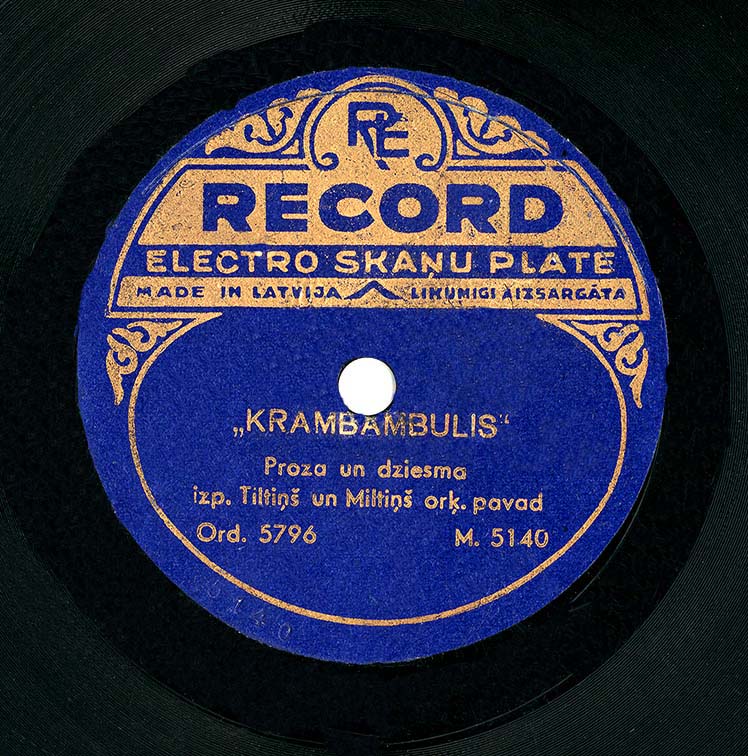 RE
RECORD
ELECTRO SKAŅU PLATE
MADE IN LATVIJA LIKUMIGI AIZSARGĀTA
„KRAMBAMBULIS“
Proza un dziesma
izp. Tiltiņš un Miltiņš orķ. pavad
Ord. 5796 M. 5140
5140